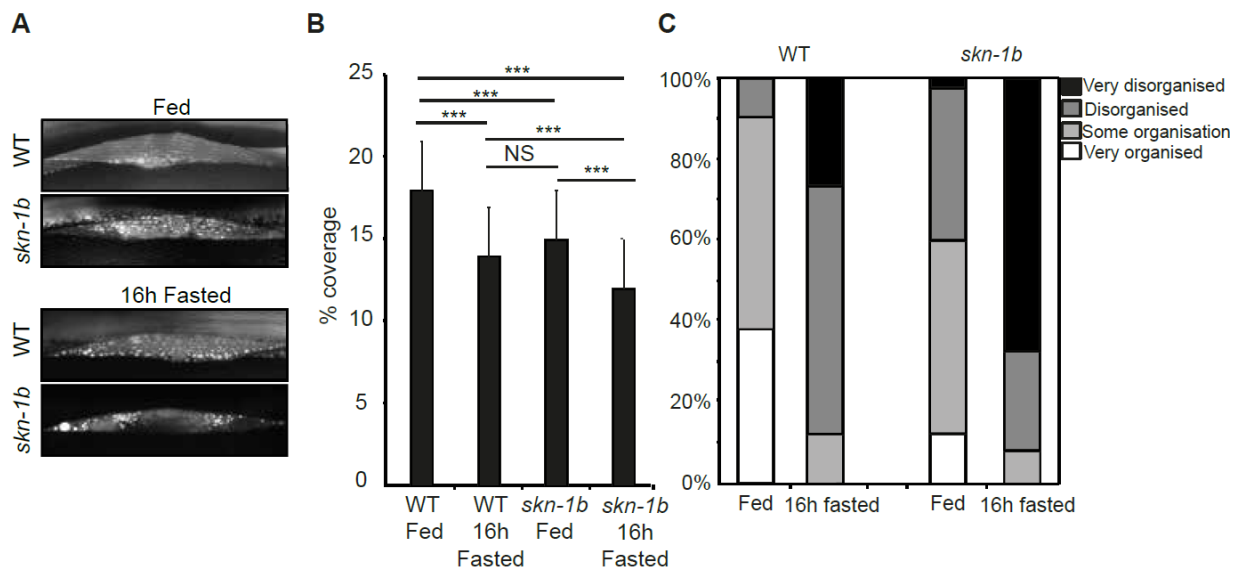 A
Fed
WT
skn-1b
16h Fasted
WT
skn-1b
B
25
20
15
10
5
0
% coverage
***
***
***
***
NS
***
WT
Fed
WT
16h
Fasted
skn-1b
Fed
skn-1b
16h
Fasted
C
WT
skn-1b
100%
80%
60%
40%
20%
0%
Fed
16h fasted
Fed
16h fasted
Very disorganised
Disorganised
Some organisation
Very organised